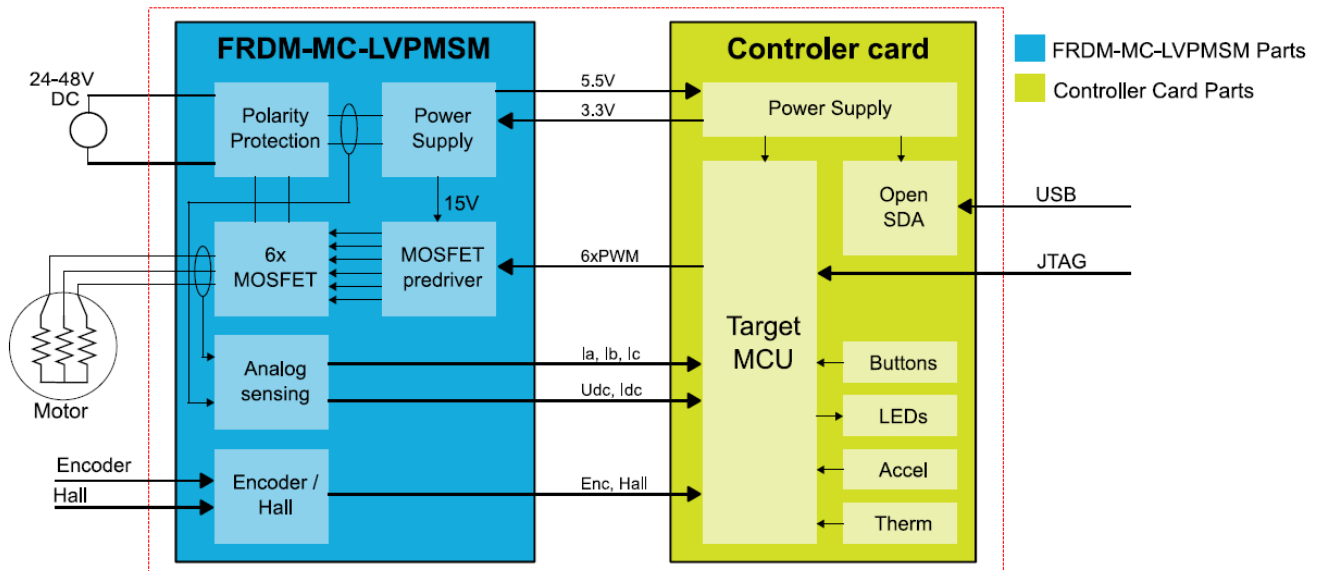 FRDM-MC-LVPMSM
Controler card
FRDM-MC-LVPMSM Parts
Controller Card Parts
24-48V
DC
Polarity
Protection
Power
Supply
5.5V
3.3V
Power Supply
15V
Open
SDA
USB
6x
MOSFET
MOSFET
predriver
6xPWM
JTAG
Target
MCU
Motor
Analog
sensing
Ia, Ib, Ic
Udc, Idc
Buttons
LEDs
Accel
Therm
Encoder
Hall
Encoder /
Hall
Enc, Hall